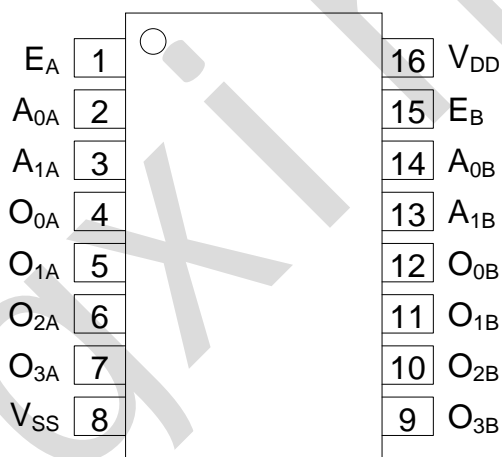 E_A 1 16 V_DD
A_0A 2 15 E_B
A_1A 3 14 A_0B
O_0A 4 13 A_1B
O_1A 5 12 O_0B
O_2A 6 11 O_1B
O_3A 7 10 O_2B
V_SS 8 9 O_3B